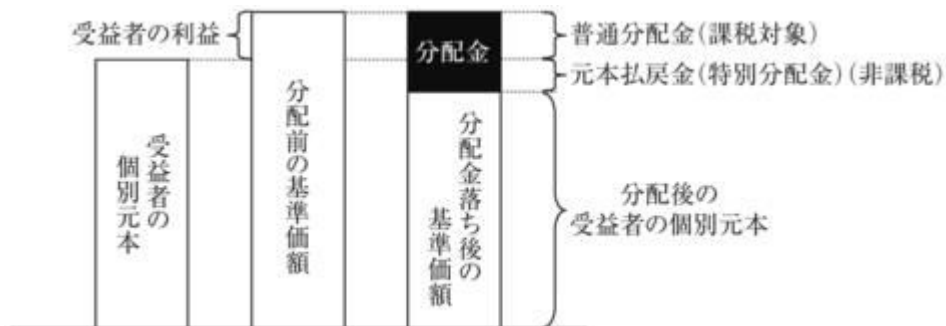 受益者の利益
受益者の
個別元本
分配前の基準価額
分配金
分配金落ち後の
基準価額
普通分配金(課税対象)
元本払戻金(特別分配金)(非課税)
分配後の
受益者の個別元本